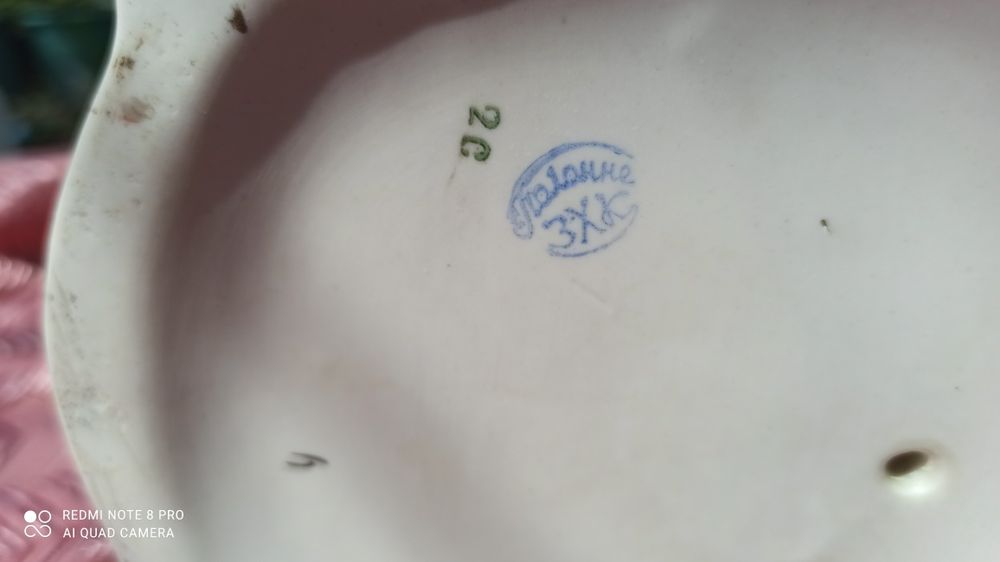 2С
Полонне
ЗХК
REDMI NOTE 8 PRO
AI QUAD CAMERA